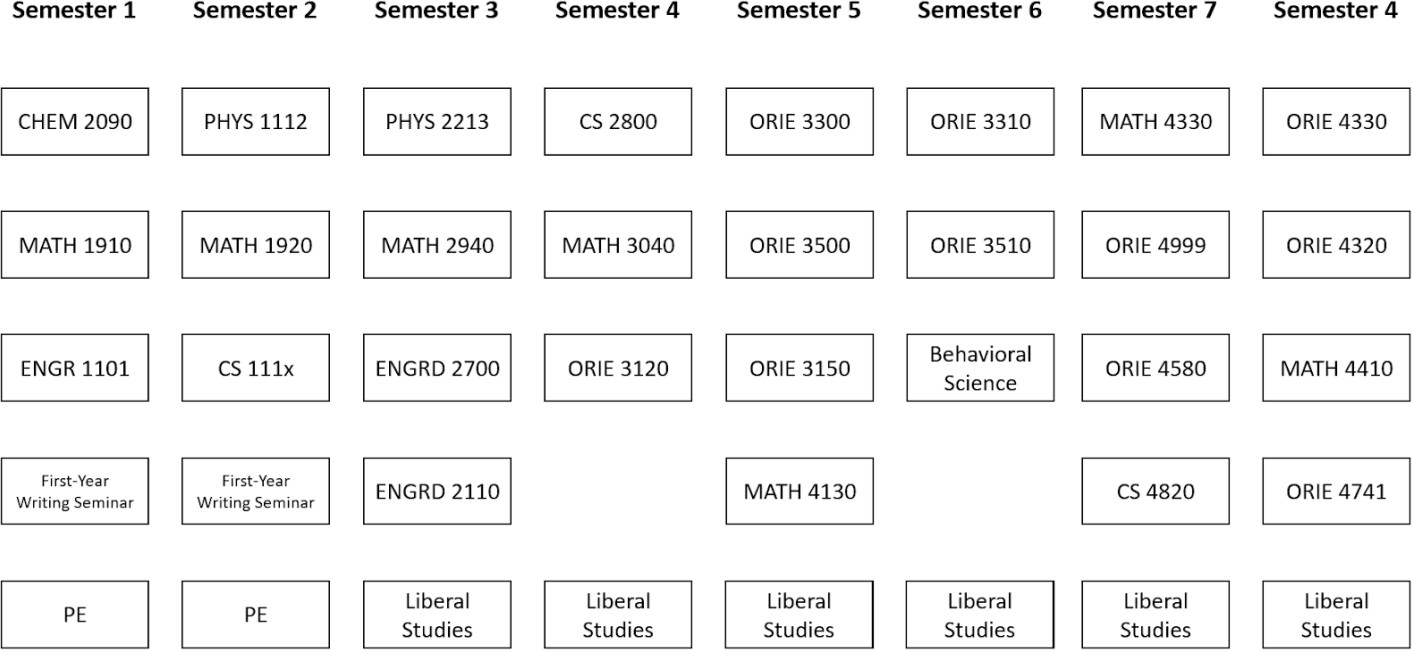 Semester 1 Semester 2 Semester 3 Semester 4 Semester 5 Semester 6 Semester 7 Semester 4
CHEM 2090 PHYS 1112 PHYS 2213 CS 2800 ORIE 3300 ORIE 3310 MATH 4330 ORIE 4330
MATH 1910 MATH 1920 MATH 2940 MATH 3040 ORIE 3500 ORIE 3510 ORIE 4999 ORIE 4320
ENGR 1101 CS 111x ENGRD 2700 ORIE 3120 ORIE 3150 Behavioral Science ORIE 4580 MATH 4410
First-Year Writing Seminar First-Year Writing Seminar ENGRD 2110 MATH 4130 CS 4820 ORIE 4741
PE PE Liberal Studies Liberal Studies Liberal Studies Liberal Studies Liberal Studies Liberal Studies